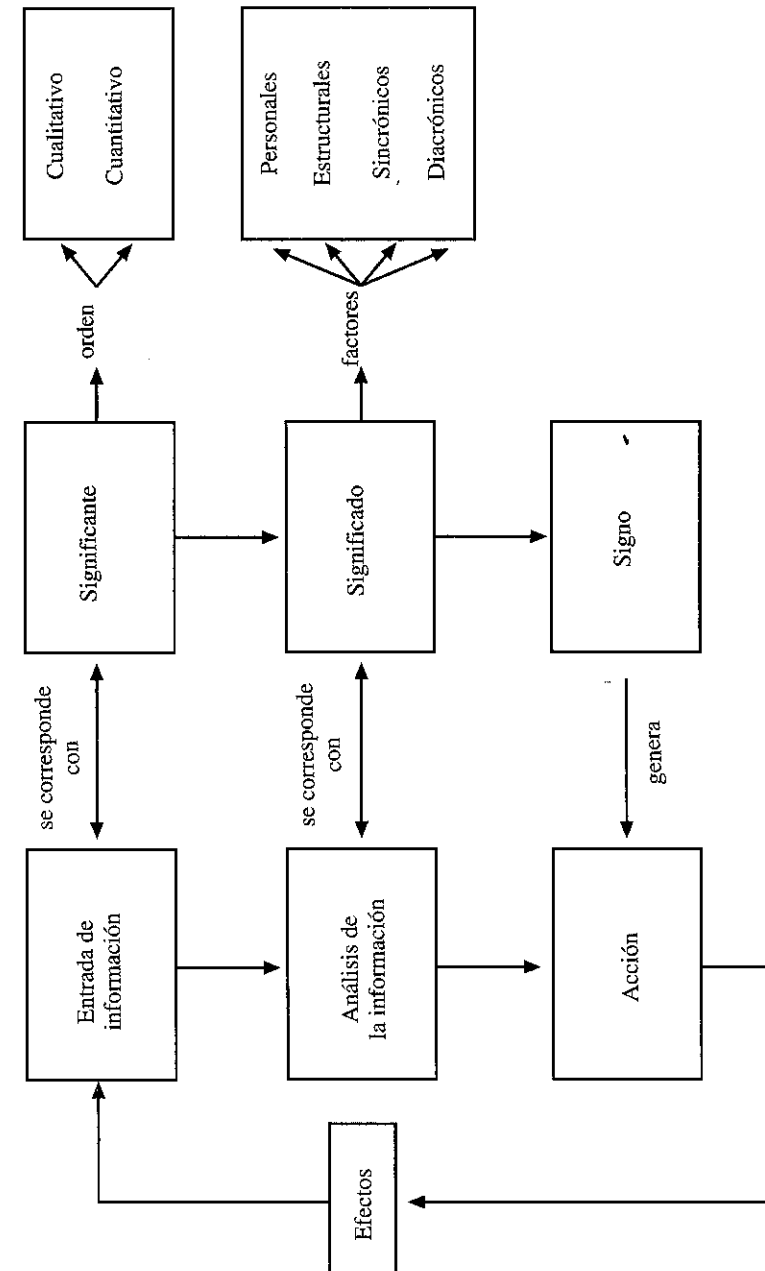 Entrada de
información
se corresponde
con
Significante
orden
Cualitativo
Cuantitativo
Efectos
Análisis de
la información
se corresponde
con
Significado
factores
Personales
Estructurales
Sincrónicos
Diacrónicos
Acción
genera
Signo